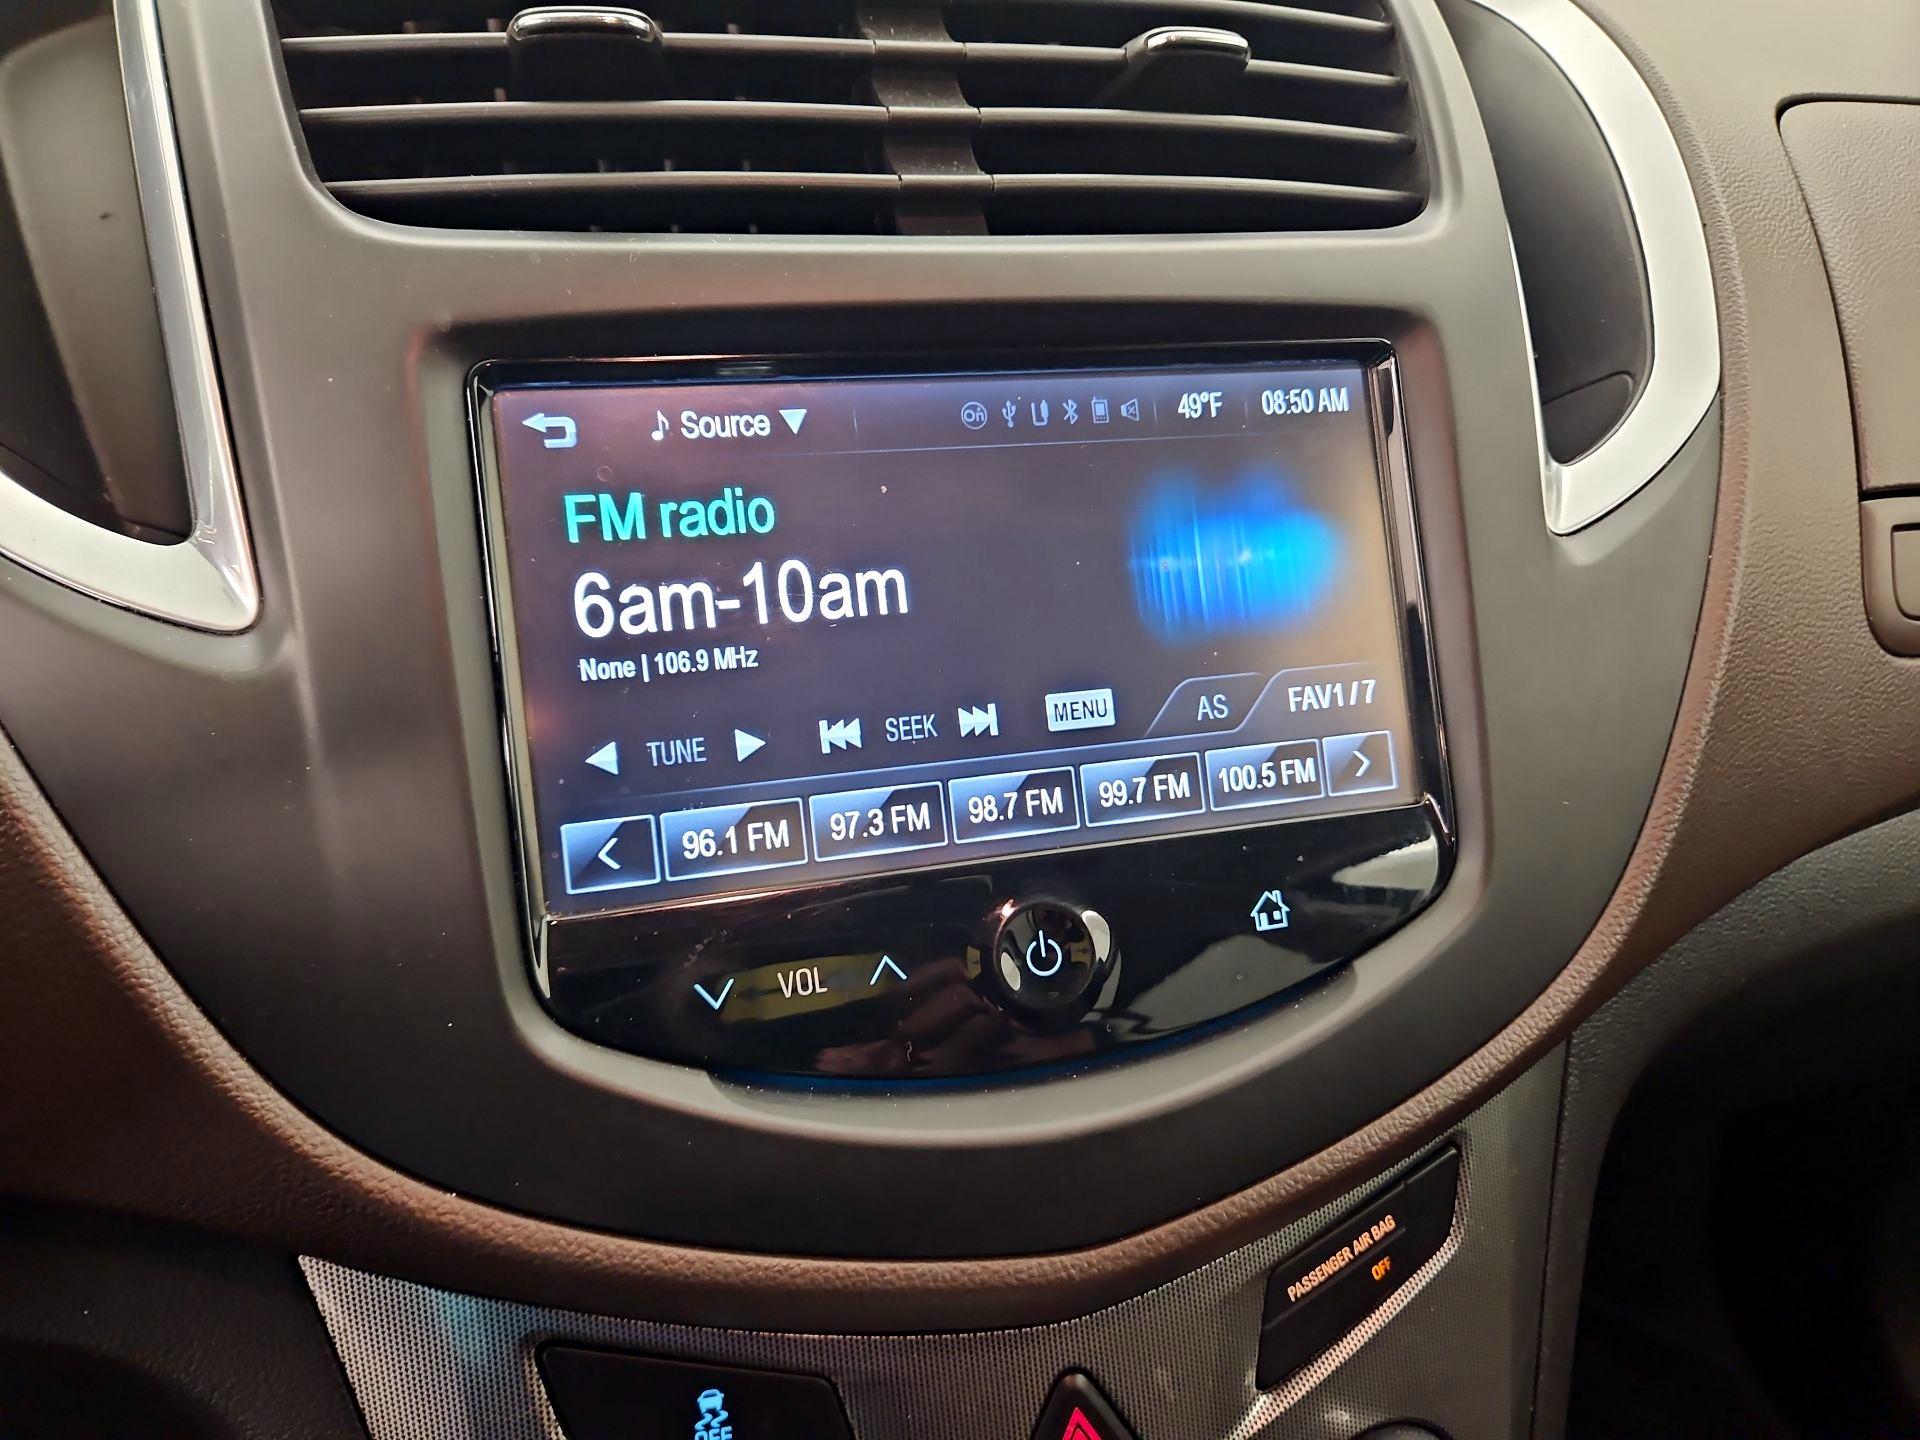 Source
On
49°F
08:50 AM
FM radio
6am-10am
None | 106.9 MHz
TUNE
SEEK
MENU
AS
FAV1 / 7
96.1 FM
97.3 FM
98.7 FM
99.7 FM
100.5 FM
VOL
PASSENGER AIR BAG
OFF
OFF